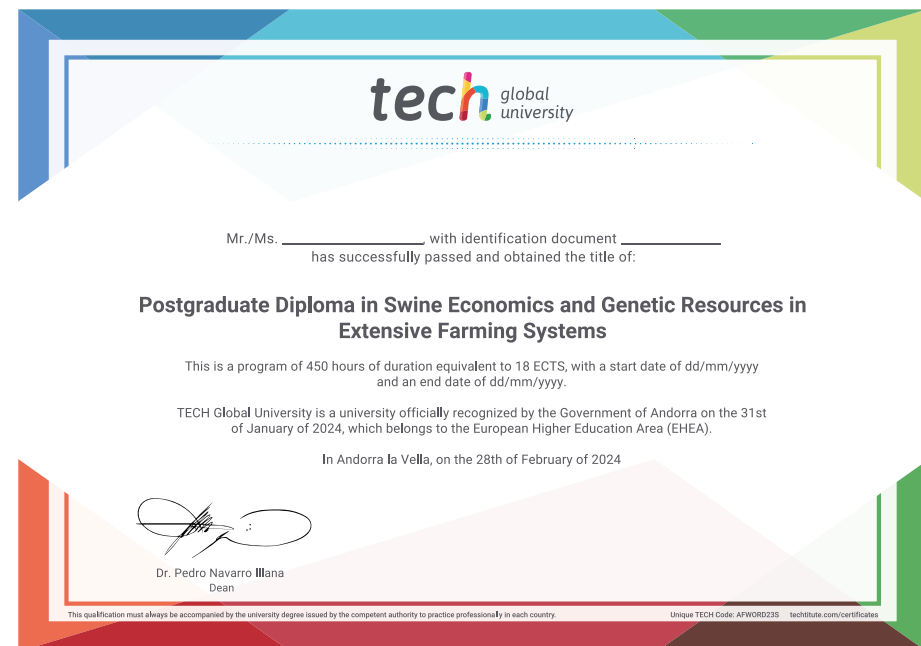 tech global university
Mr./Ms. ____________________, with identification document ______________
has successfully passed and obtained the title of:
Postgraduate Diploma in Swine Economics and Genetic Resources in
Extensive Farming Systems
This is a program of 450 hours of duration equivalent to 18 ECTS, with a start date of dd/mm/yyyy
and an end date of dd/mm/yyyy.
TECH Global University is a university officially recognized by the Government of Andorra on the 31st
of January of 2024, which belongs to the European Higher Education Area (EHEA).
In Andorra la Vella, on the 28th of February of 2024
Dr. Pedro Navarro Illana
Dean
This qualification must always be accompanied by the university degree issued by the competent authority to practice professionally in each country. Unique TECH Code: AFWORD23S techtitute.com/certificates